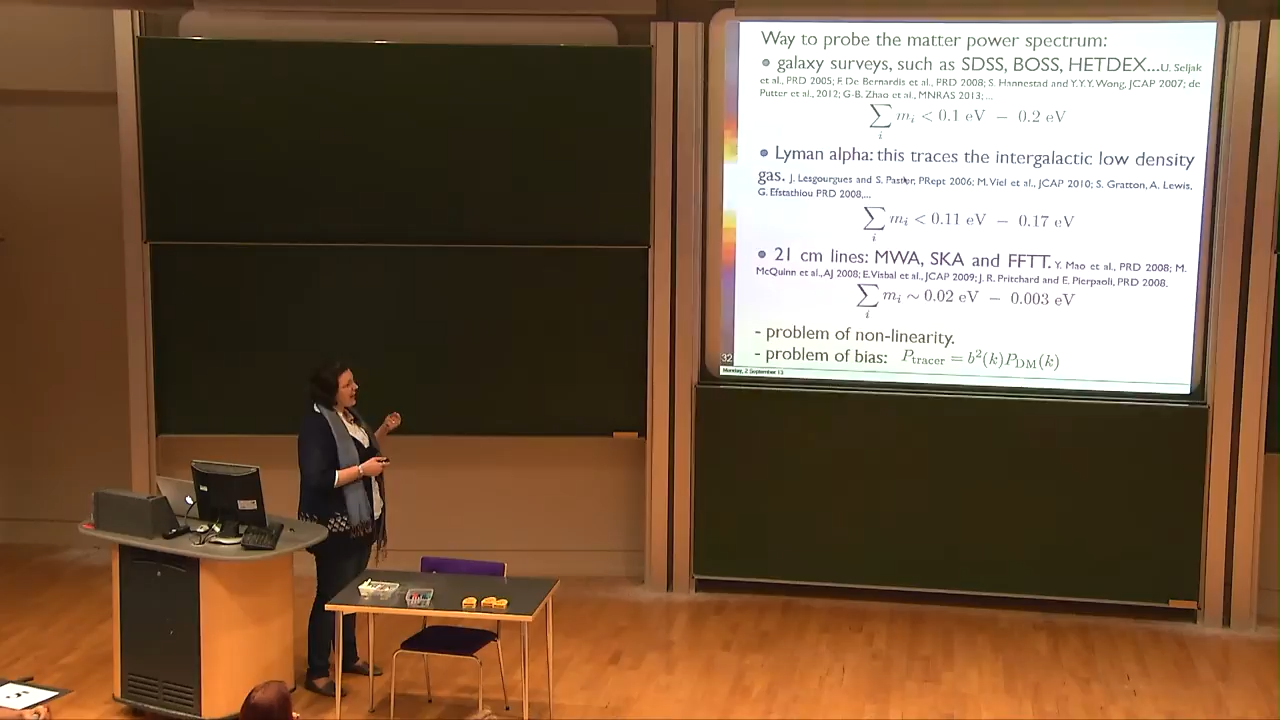 Way to probe the matter power spectrum:
• galaxy surveys, such as SDSS, BOSS, HETDEX...U. Seljak
et al., PRD 2005; F. De Bernardis et al., PRD 2008; S. Hannestad and Y.Y.Y. Wong, JCAP 2007; de
Putter et al., 2012; G-B. Zhao et al., MNRAS 2013; ...
∑i mi < 0.1 eV − 0.2 eV
• Lyman alpha: this traces the intergalactic low density
gas. J. Lesgourgues and S. Pastor, PRept 2006; M. Viel et al., JCAP 2010; S. Gratton, A. Lewis,
G. Efstathiou PRD 2008,...
∑i mi < 0.11 eV − 0.17 eV
• 21 cm lines: MWA, SKA and FFTT. Y. Mao et al., PRD 2008; M.
McQuinn et al., AJ 2008; E. Visbal et al., JCAP 2009; J. R. Pritchard and E. Pierpaoli, PRD 2008.
∑i mi ~ 0.02 eV − 0.003 eV
- problem of non-linearity.
- problem of bias: Ptracer = b²(k)PDM(k)
32
Monday, 2 September 13